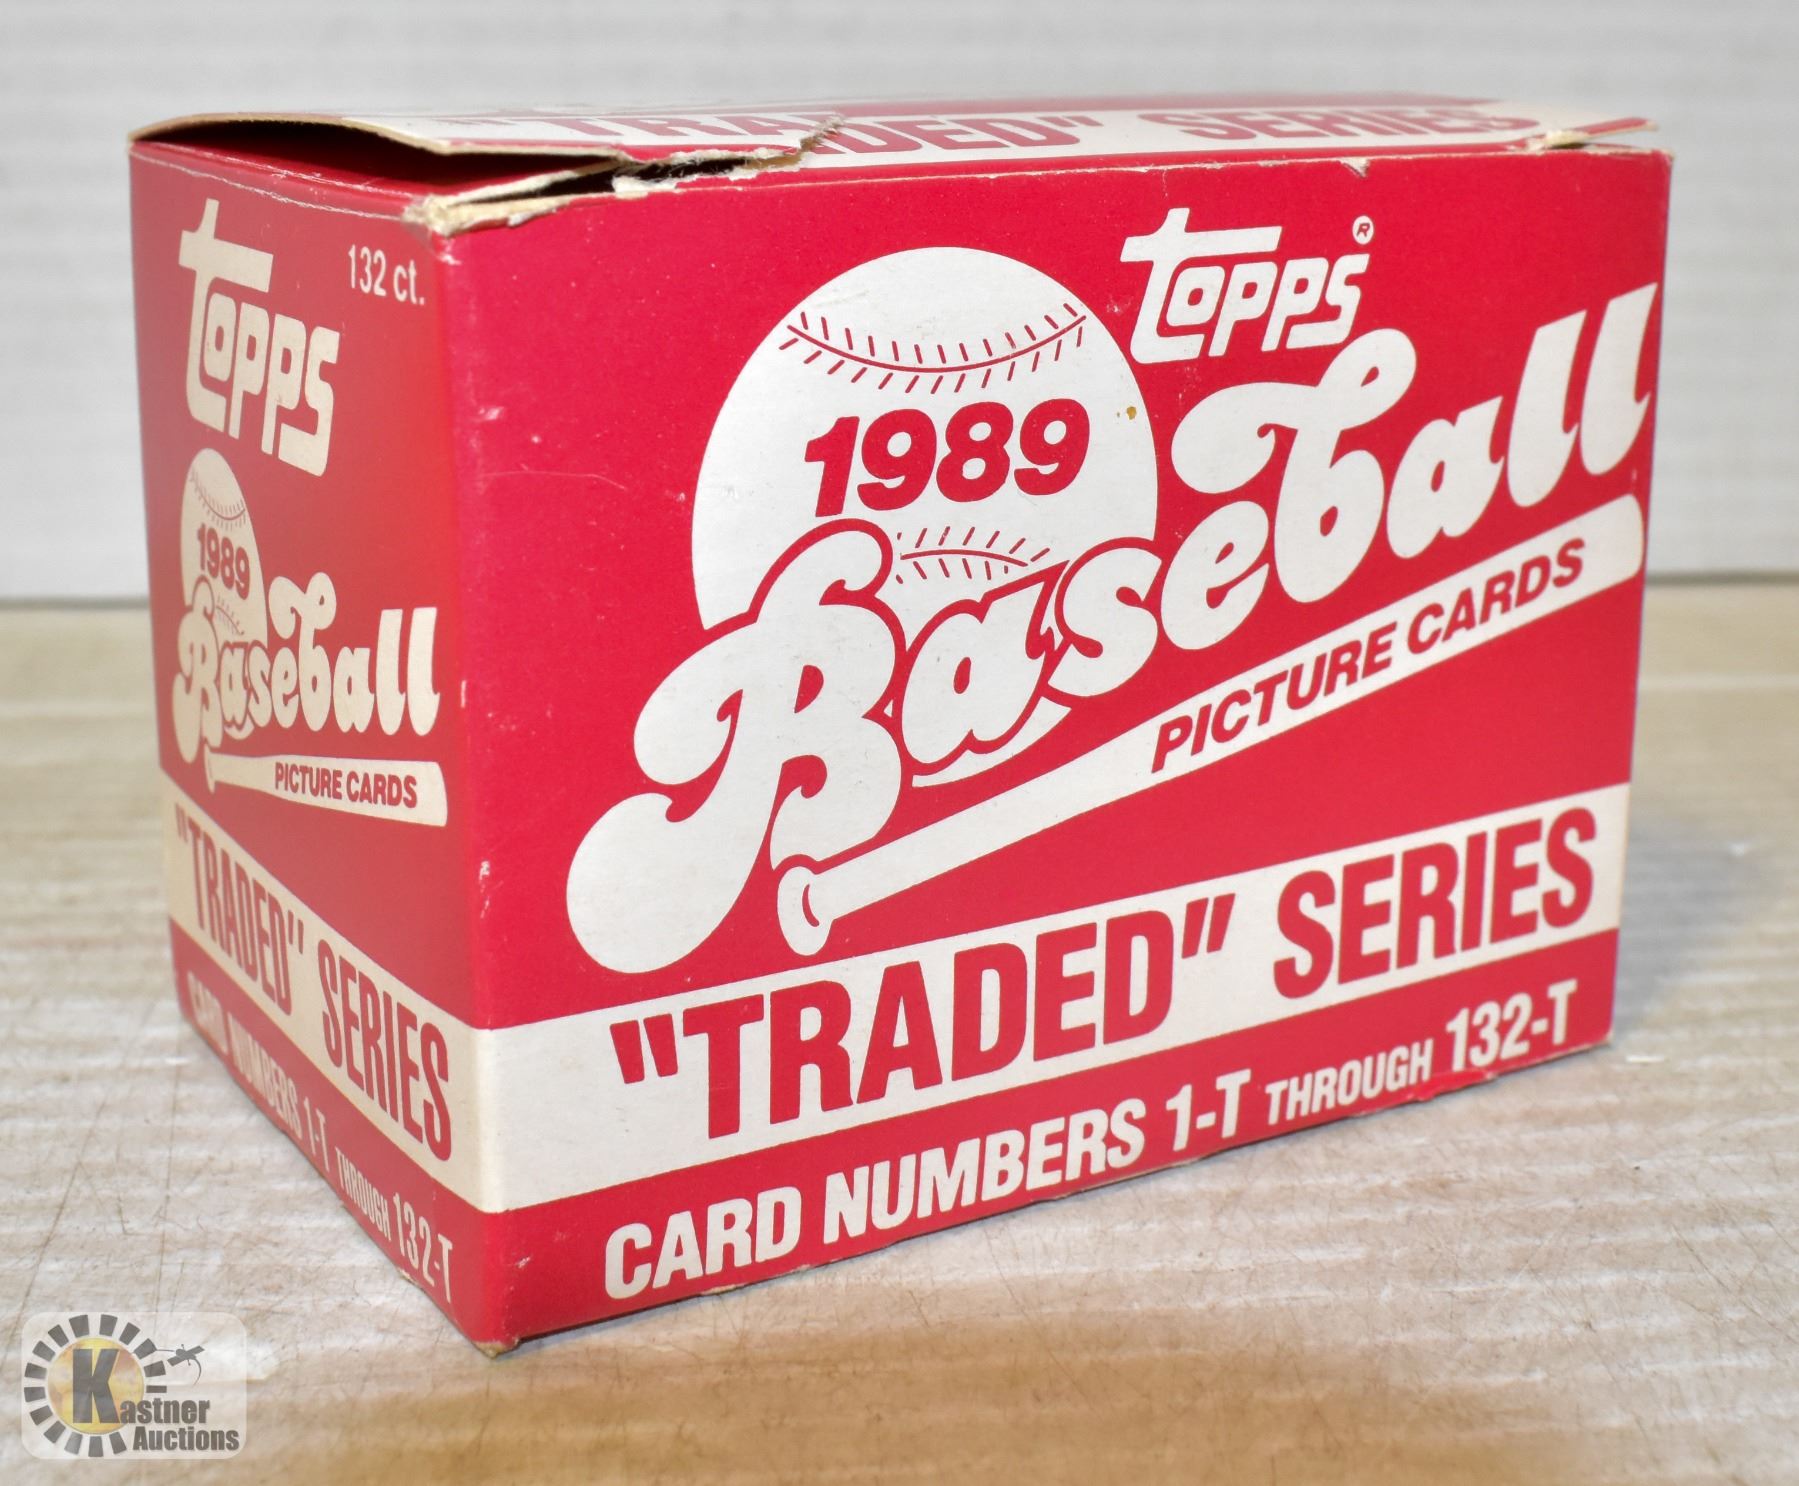 "TRADED" SERIES
Topps
132 ct.
1989
Baseball
PICTURE CARDS
"TRADED" SERIES
CARD NUMBERS 1-T THROUGH 132-T
Topps®
1989
Baseball
PICTURE CARDS
"TRADED" SERIES
CARD NUMBERS 1-T THROUGH 132-T
Kastner
Auctions